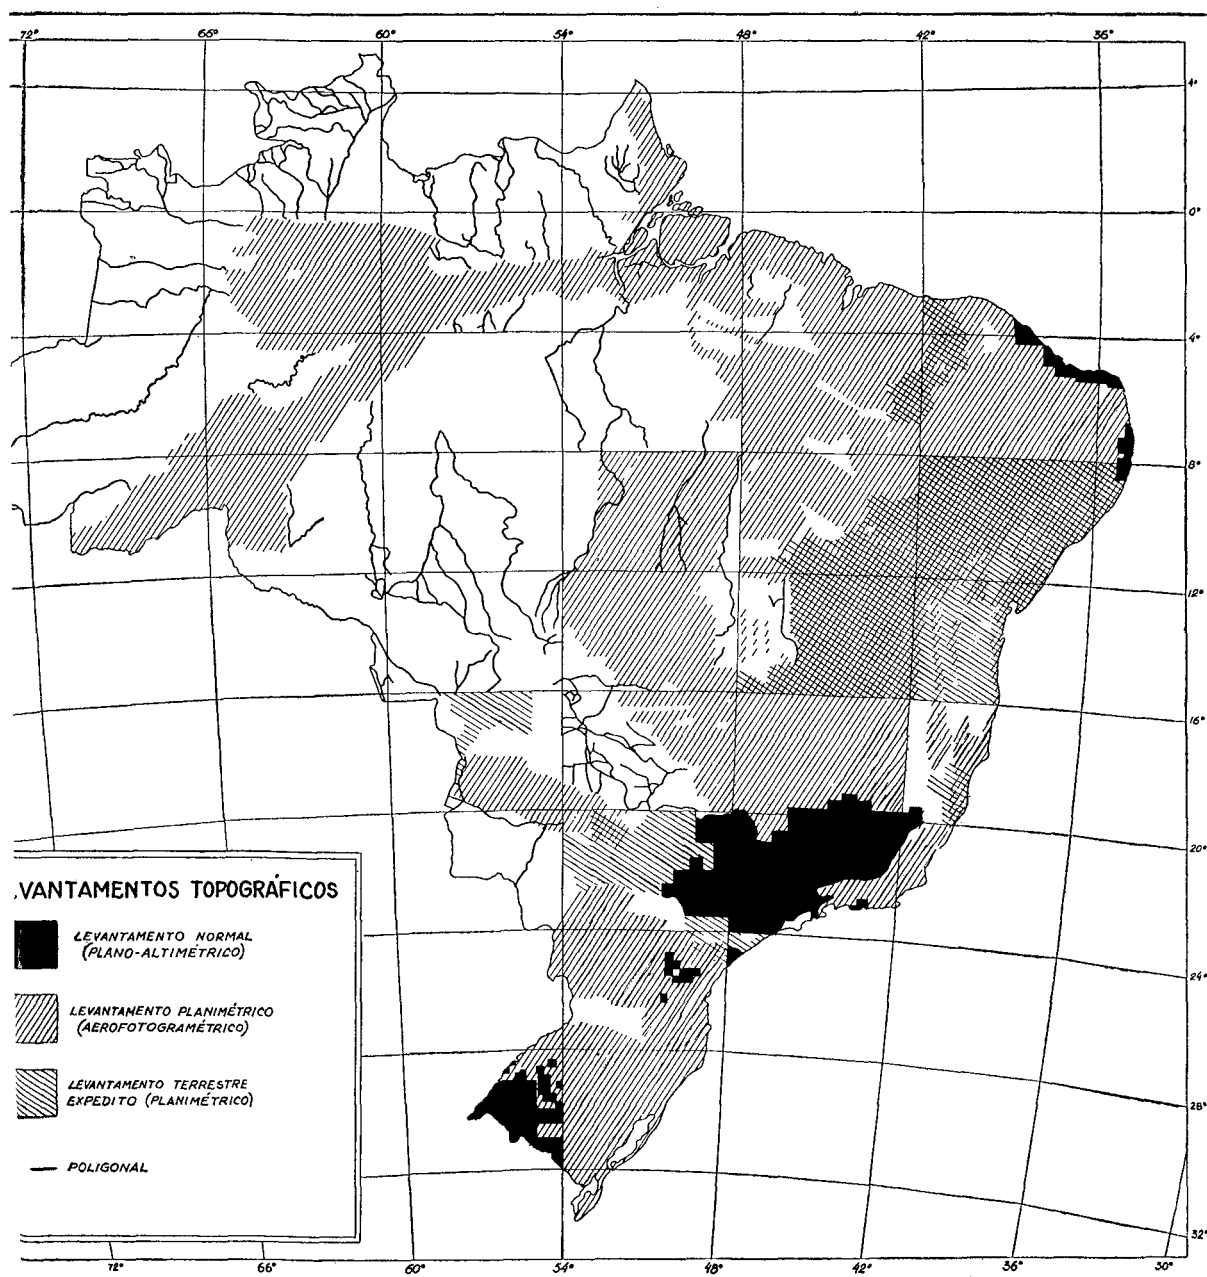 72° 66° 60° 54° 48° 42° 36°
4°
0°
4°
8°
12°
16°
20°
24°
28°
32°
.VANTAMENTOS TOPOGRÁFICOS
LEVANTAMENTO NORMAL
(PLANO-ALTIMÉTRICO)
LEVANTAMENTO PLANIMÉTRICO
(AEROFOTOGRAMÉTRICO)
LEVANTAMENTO TERRESTRE
EXPEDITO (PLANIMÉTRICO)
POLIGONAL
72° 66° 60° 54° 48° 42° 36° 30°